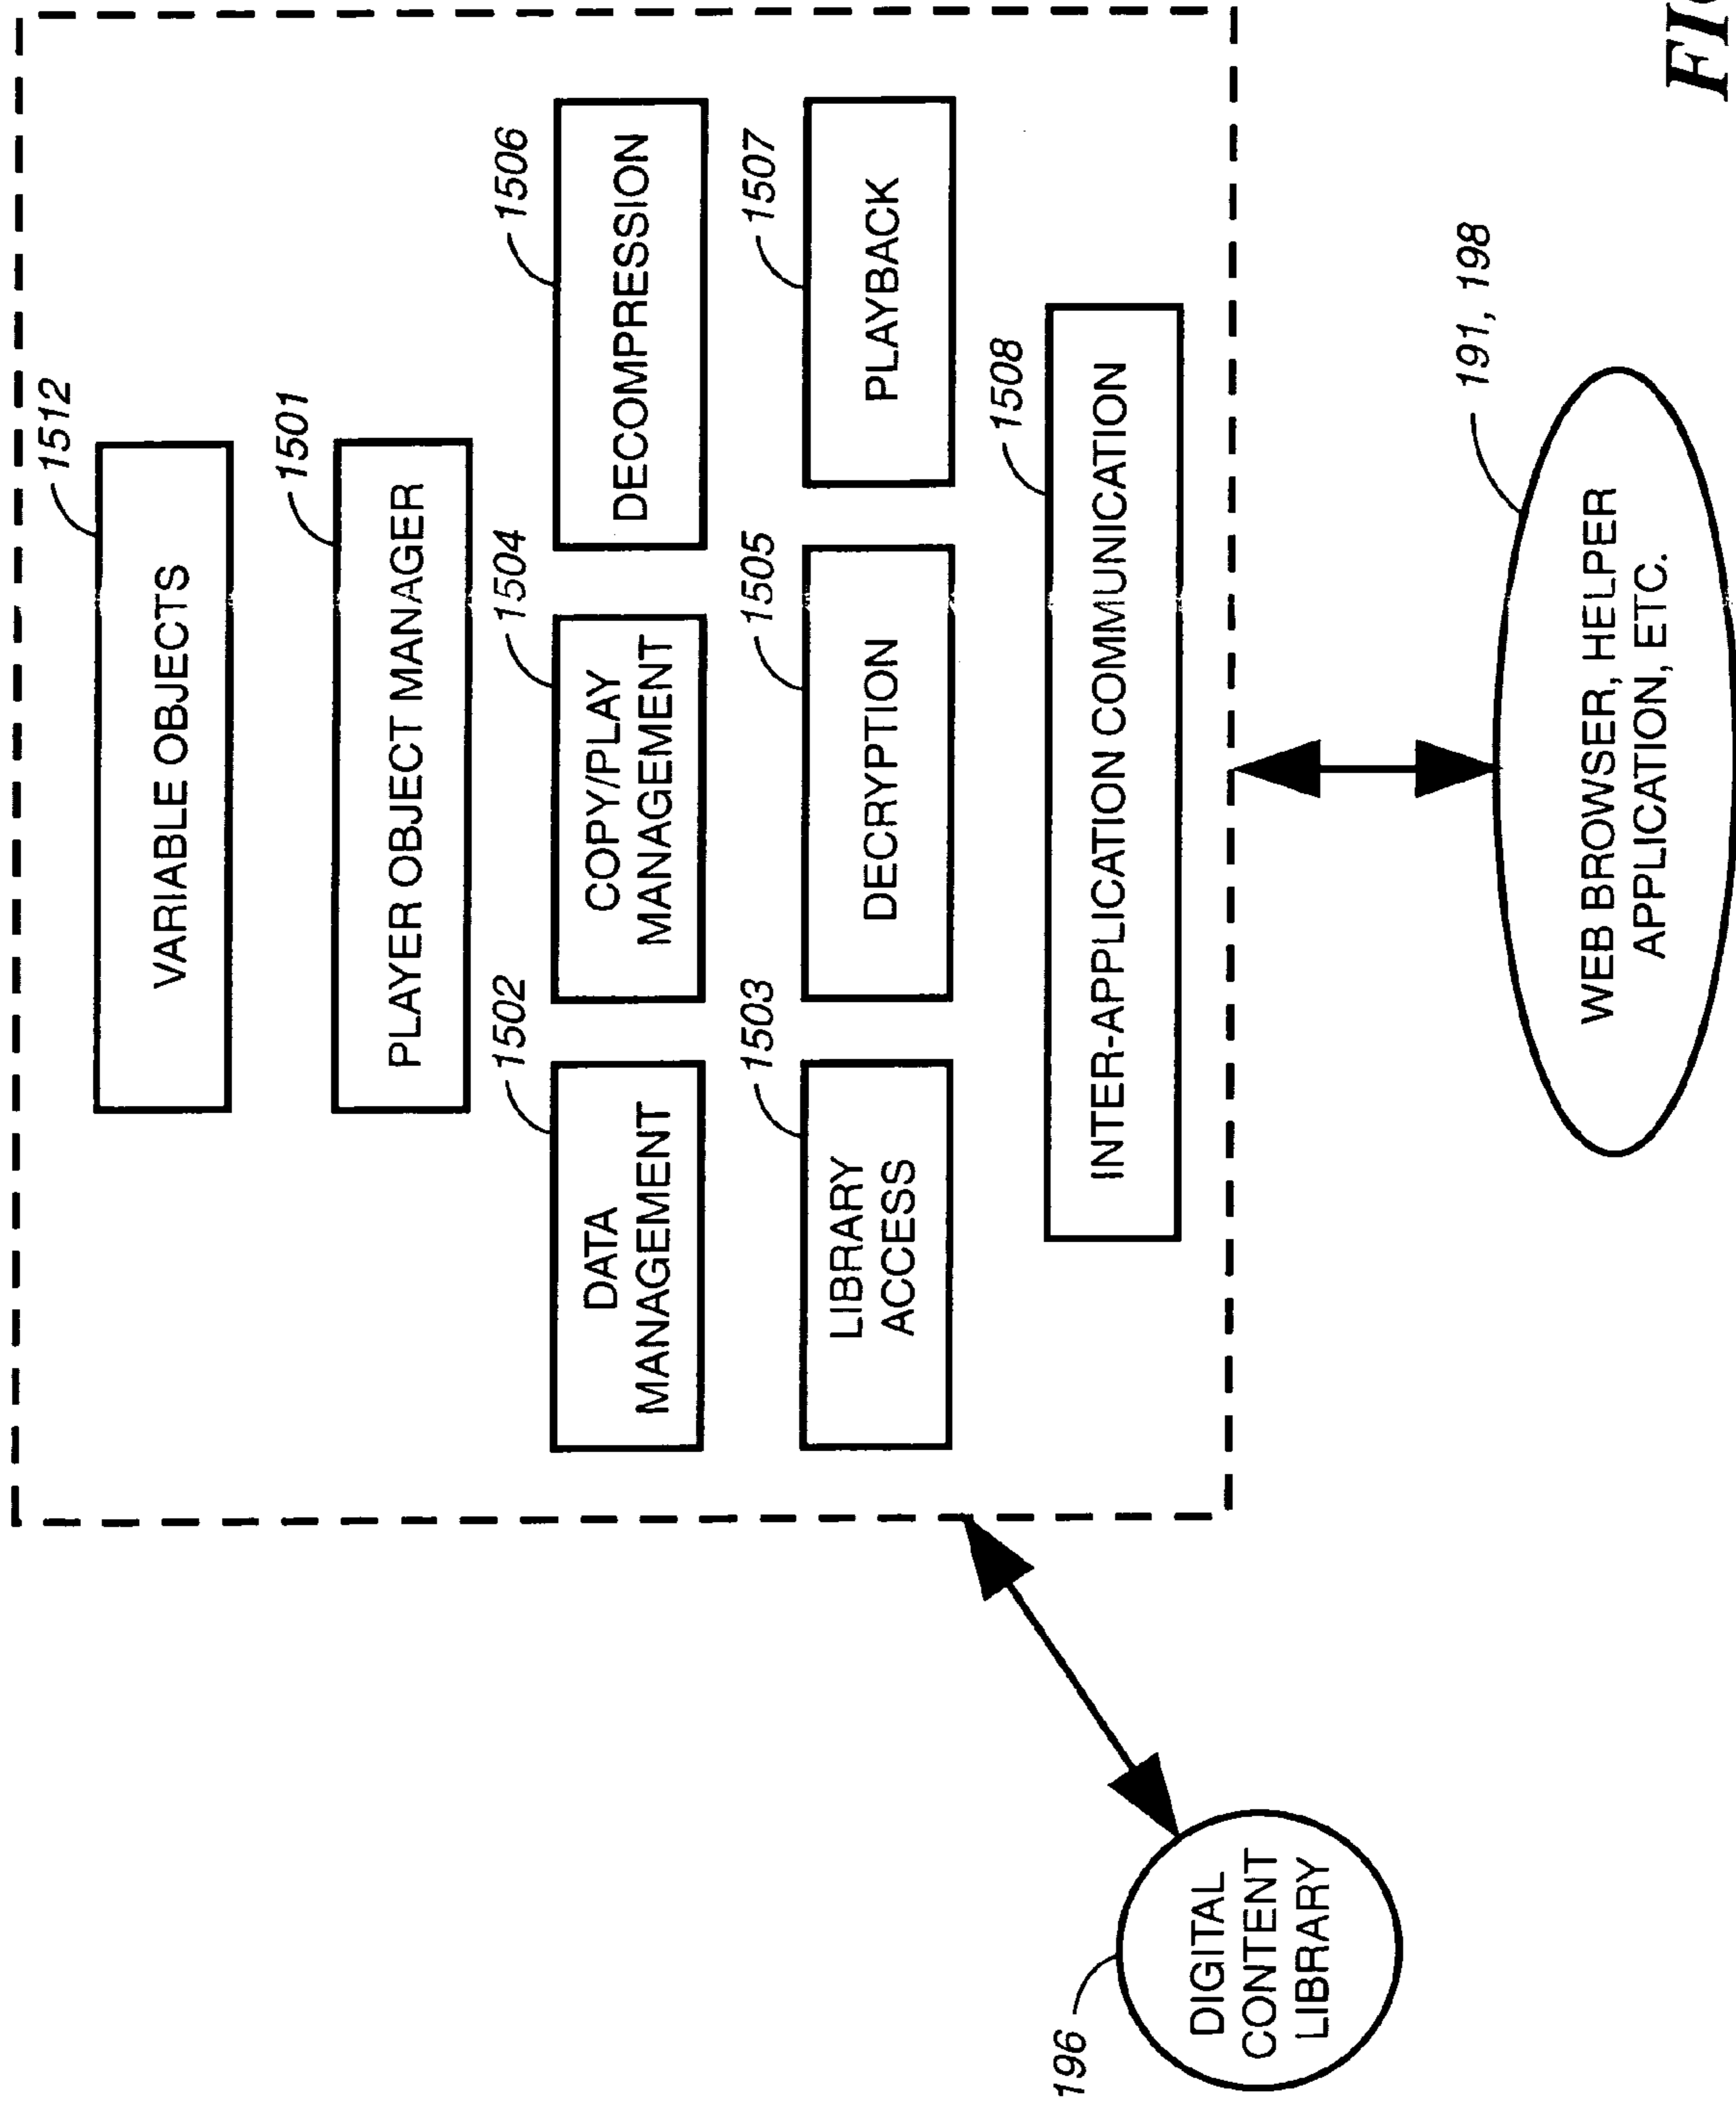 1512
VARIABLE OBJECTS
1501
PLAYER OBJECT MANAGER
1502
DATA
MANAGEMENT
1504
COPY/PLAY
MANAGEMENT
1506
DECOMPRESSION
1503
LIBRARY
ACCESS
1505
DECRYPTION
1507
PLAYBACK
1508
INTER-APPLICATION COMMUNICATION
196
DIGITAL
CONTENT
LIBRARY
191, 198
WEB BROWSER, HELPER
APPLICATION, ETC.